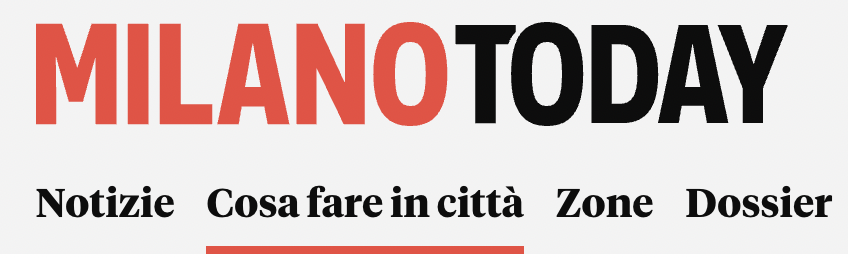 MILANOTODAY
Notizie Cosa fare in città Zone Dossier